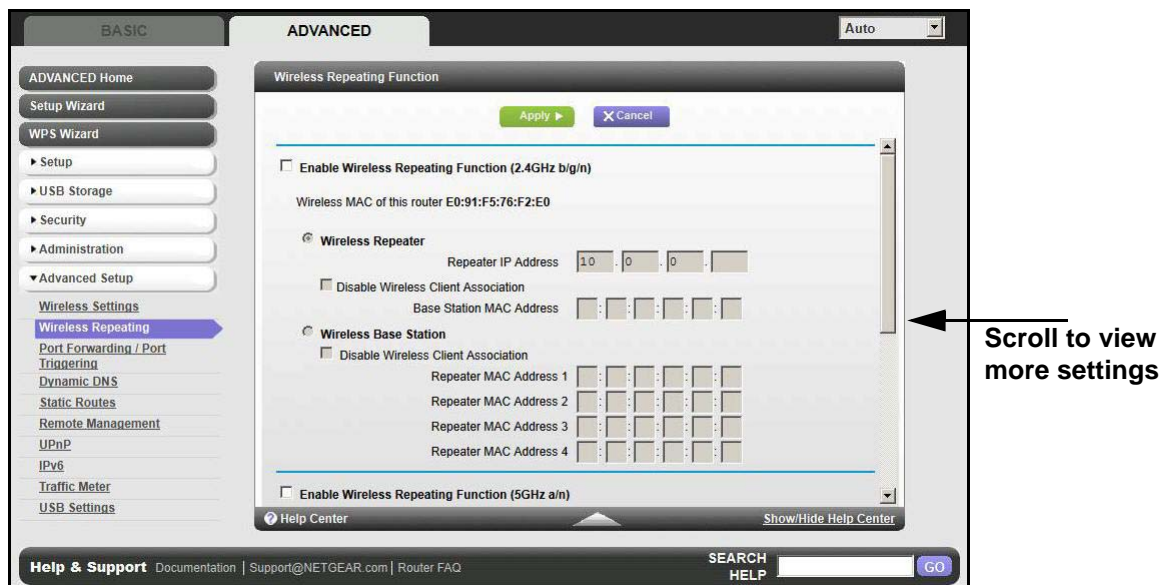 BASIC
ADVANCED
Auto
ADVANCED Home
Setup Wizard
WPS Wizard
Setup
USB Storage
Security
Administration
Advanced Setup
Wireless Settings
Wireless Repeating
Port Forwarding / Port
Triggering
Dynamic DNS
Static Routes
Remote Management
UPnP
IPv6
Traffic Meter
USB Settings
Wireless Repeating Function
Apply
Cancel
Enable Wireless Repeating Function (2.4GHz b/g/n)
Wireless MAC of this router E0:91:F5:76:F2:E0
Wireless Repeater
Repeater IP Address 10 . 0 . 0 .
Disable Wireless Client Association
Base Station MAC Address : : : : :
Wireless Base Station
Disable Wireless Client Association
Repeater MAC Address 1 : : : : :
Repeater MAC Address 2 : : : : :
Repeater MAC Address 3 : : : : :
Repeater MAC Address 4 : : : : :
Enable Wireless Repeating Function (5GHz a/n)
Help Center
Show/Hide Help Center
Scroll to view
more settings
Help & Support Documentation | Support@NETGEAR.com | Router FAQ
SEARCH
HELP
GO